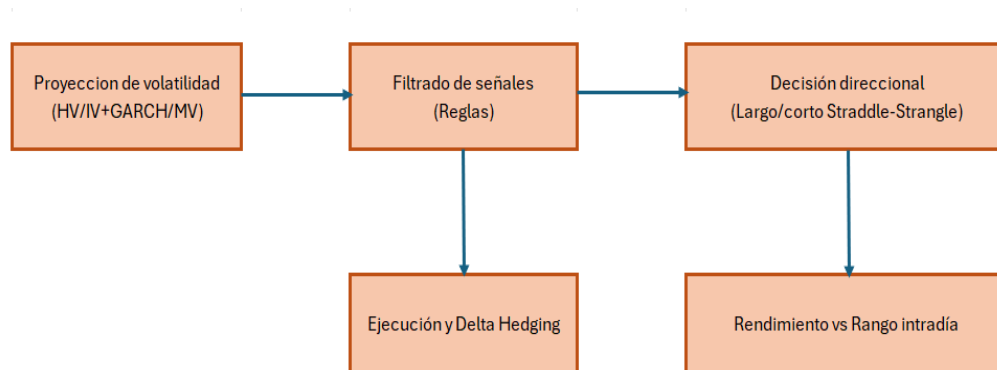 Proyeccion de volatilidad
(HV/IV+GARCH/MV)
Filtrado de señales
(Reglas)
Decisión direccional
(Largo/corto Straddle-Strangle)
Ejecución y Delta Hedging
Rendimiento vs Rango intradía